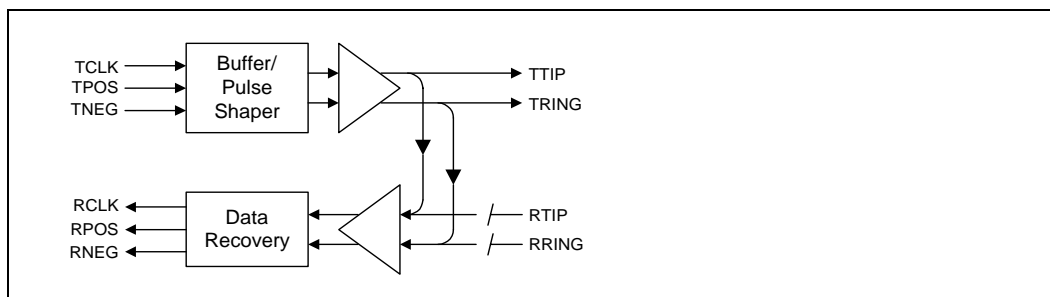 TCLK
TPOS
TNEG
Buffer/
Pulse
Shaper
TTIP
TRING
RCLK
RPOS
RNEG
Data
Recovery
RTIP
RRING